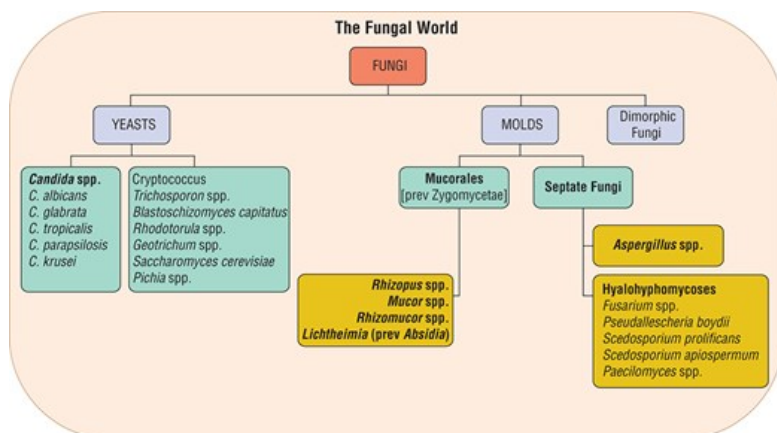 The Fungal World
FUNGI
YEASTS
MOLDS
Dimorphic
Fungi
Candida spp.
C. albicans
C. glabrata
C. tropicalis
C. parapsilosis
C. krusei
Cryptococcus
Trichosporon spp.
Blastoschizomyces capitatus
Rhodotorula spp.
Geotrichum spp.
Saccharomyces cerevisiae
Pichia spp.
Mucorales
[prev Zygomycetae]
Septate Fungi
Rhizopus spp.
Mucor spp.
Rhizomucor spp.
Lichtheimia (prev Absidia)
Aspergillus spp.
Hyalohyphomycoses
Fusarium spp.
Pseudallescheria boydii
Scedosporium prolificans
Scedosporium apiospermum
Paecilomyces spp.